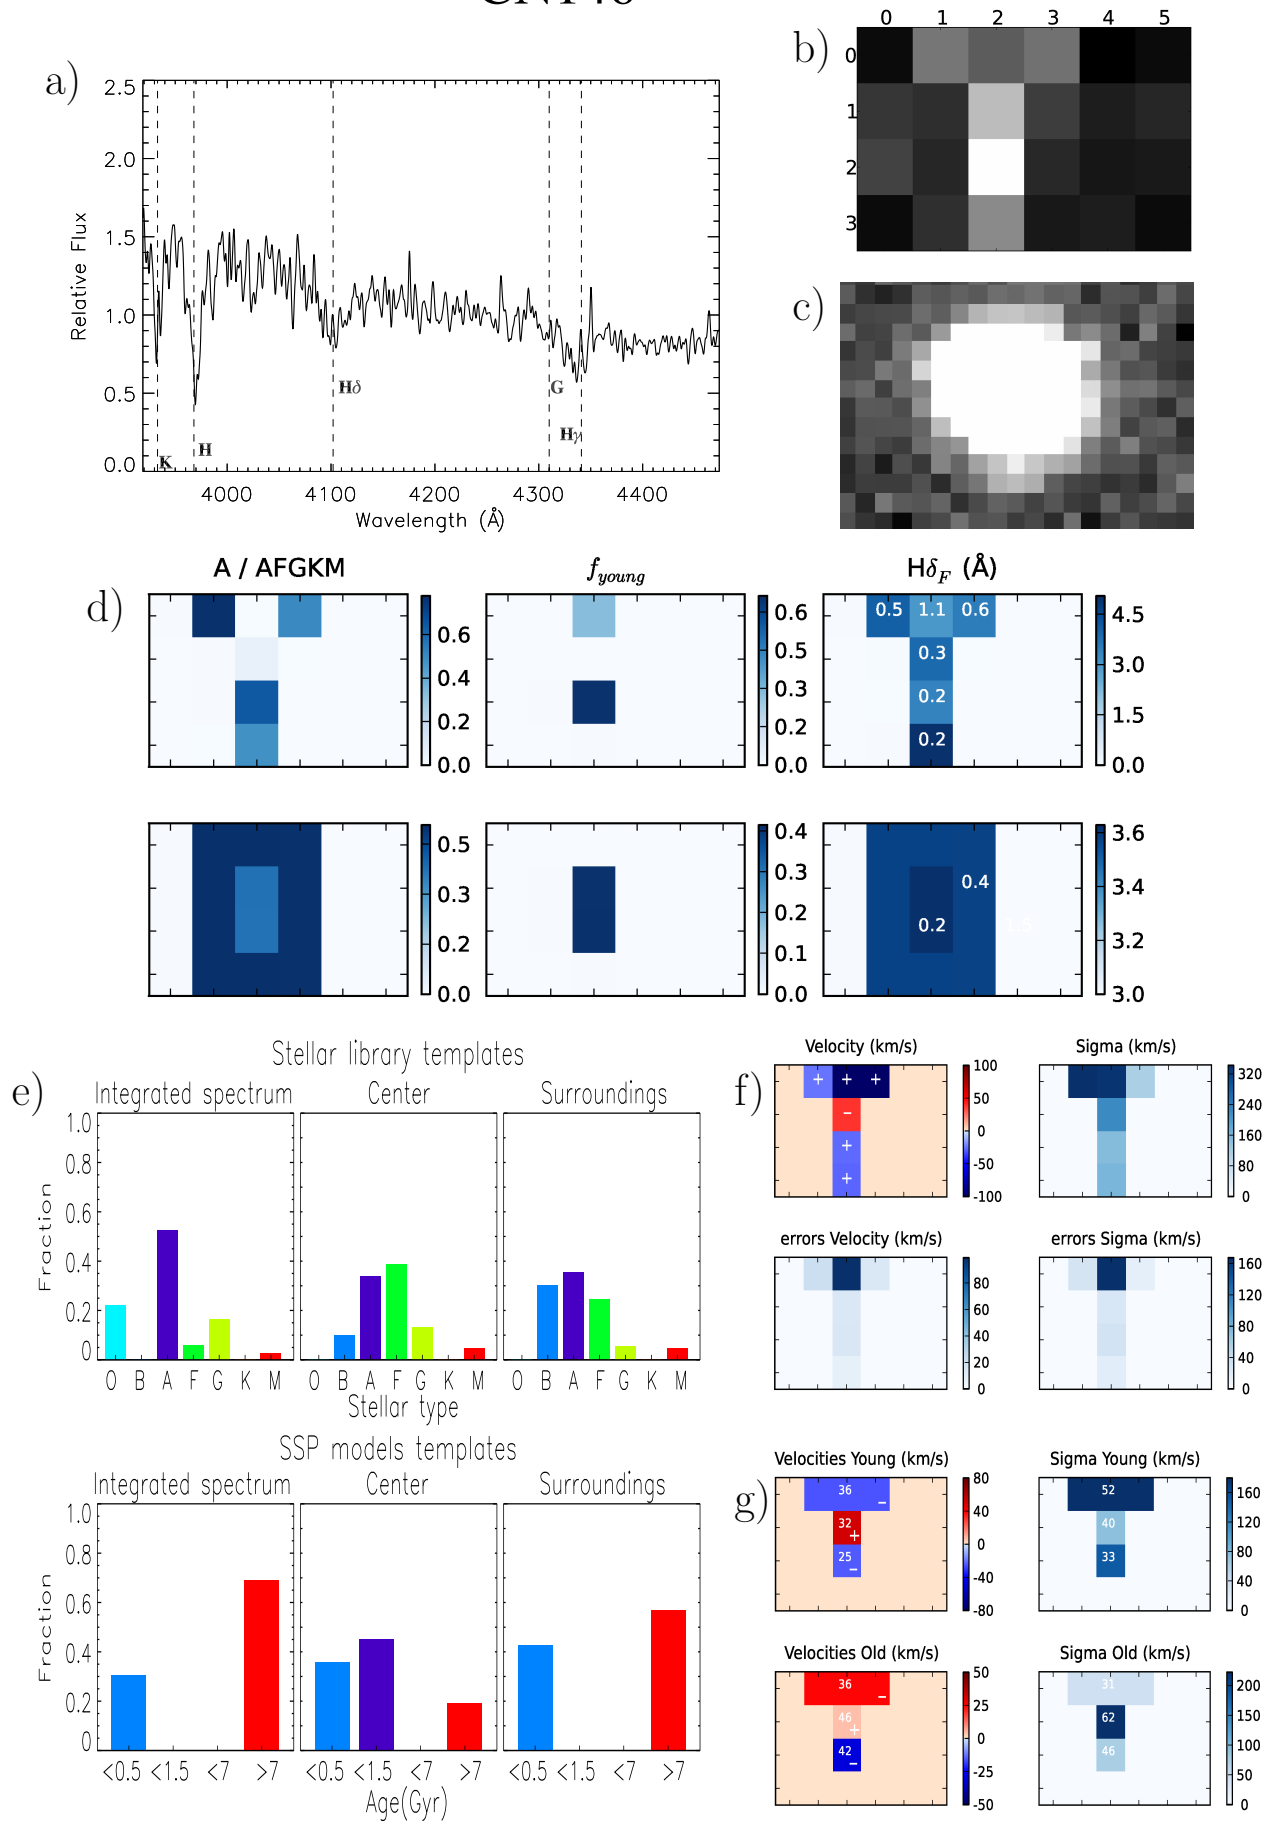 a)
2.5
2.0
1.5
1.0
0.5
0.0
Relative Flux
K
H
Hδ
G
Hγ
4000 4100 4200 4300 4400
Wavelength (Å)
b)
0 1 2 3 4 5
0
1
2
3
c)
d)
A / AFGKM
0.6
0.4
0.2
0.0
f young
0.6
0.5
0.3
0.2
0.0
Hδ_F (Å)
0.5 1.1 0.6
0.3
0.2
0.2
4.5
3.0
1.5
0.0
0.5
0.3
0.2
0.0
0.4
0.3
0.2
0.1
0.0
0.4
0.2
1.5
3.6
3.4
3.2
3.0
e)
Stellar library templates
Integrated spectrum Center Surroundings
1.0
0.8
0.6
0.4
0.2
0
Fraction
O B A F G K M O B A F G K M O B A F G K M
Stellar type
SSP models templates
Integrated spectrum Center Surroundings
1.0
0.8
0.6
0.4
0.2
0
Fraction
<0.5 <1.5 <7 >7 <0.5 <1.5 <7 >7 <0.5 <1.5 <7 >7
Age(Gyr)
f)
Velocity (km/s)
+ + +
−
+
+
100
50
0
-50
-100
Sigma (km/s)
320
240
160
80
0
errors Velocity (km/s)
80
60
40
20
0
errors Sigma (km/s)
160
120
80
40
0
g)
Velocities Young (km/s)
36 −
32 +
25 −
80
40
0
-40
-80
Sigma Young (km/s)
52
40
33
160
120
80
40
0
Velocities Old (km/s)
36 −
46 +
42 −
50
25
0
-25
-50
Sigma Old (km/s)
31
62
46
200
150
100
50
0